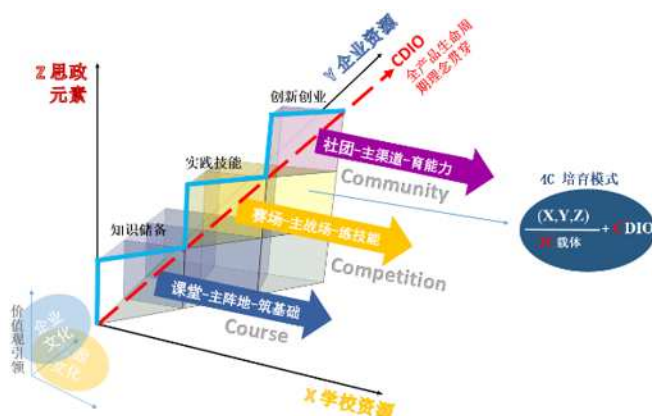 Z 思政
元素
Y 企业资源
CDIO
全产品生命周
期理念贯穿
创新创业
实践技能
知识储备
社团-主渠道-育能力
Community
赛场-主战场-练技能
Competition
课堂-主阵地-筑基础
Course
4C 培育模式
(X,Y,Z)
载体
+ CDIO
价值观引领
企业
文化
文化
X 学校资源